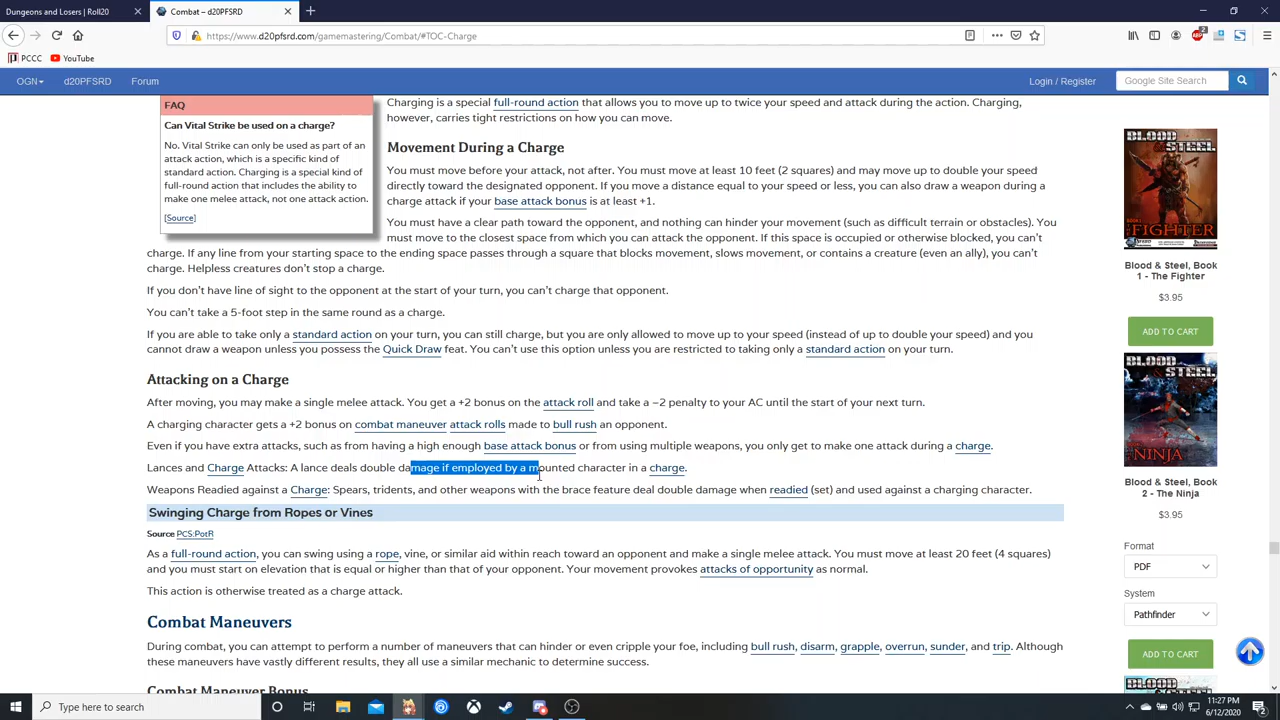 Dungeons and Losers | Roll20
Combat – d20PFSRD
https://www.d20pfsrd.com/gamemastering/Combat/#TOC-Charge
PCCC
YouTube
OGN
d20PFSRD
Forum
Login / Register
Google Site Search
FAQ
Can Vital Strike be used on a charge?
No. Vital Strike can only be used as part of an
attack action, which is a specific kind of
standard action. Charging is a special kind of
full-round action that includes the ability to
make one melee attack, not one attack action.
[Source]
Charging is a special full-round action that allows you to move up to twice your speed and attack during the action. Charging,
however, carries tight restrictions on how you can move.
Movement During a Charge
You must move before your attack, not after. You must move at least 10 feet (2 squares) and may move up to double your speed
directly toward the designated opponent. If you move a distance equal to your speed or less, you can also draw a weapon during a
charge attack if your base attack bonus is at least +1.
You must have a clear path toward the opponent, and nothing can hinder your movement (such as difficult terrain or obstacles). You
must move to the closest space from which you can attack the opponent. If this space is occupied or otherwise blocked, you can't
charge. If any line from your starting space to the ending space passes through a square that blocks movement, slows movement, or contains a creature (even an ally), you can't
charge. Helpless creatures don't stop a charge.
If you don't have line of sight to the opponent at the start of your turn, you can't charge that opponent.
You can't take a 5-foot step in the same round as a charge.
If you are able to take only a standard action on your turn, you can still charge, but you are only allowed to move up to your speed (instead of up to double your speed) and you
cannot draw a weapon unless you possess the Quick Draw feat. You can't use this option unless you are restricted to taking only a standard action on your turn.
Attacking on a Charge
After moving, you may make a single melee attack. You get a +2 bonus on the attack roll and take a –2 penalty to your AC until the start of your next turn.
A charging character gets a +2 bonus on combat maneuver attack rolls made to bull rush an opponent.
Even if you have extra attacks, such as from having a high enough base attack bonus or from using multiple weapons, you only get to make one attack during a charge.
Lances and Charge Attacks: A lance deals double damage if employed by a mounted character in a charge.
Weapons Readied against a Charge: Spears, tridents, and other weapons with the brace feature deal double damage when readied (set) and used against a charging character.
Swinging Charge from Ropes or Vines
Source PCS:PotR
As a full-round action, you can swing using a rope, vine, or similar aid within reach toward an opponent and make a single melee attack. You must move at least 20 feet (4 squares)
and you must start on elevation that is equal or higher than that of your opponent. Your movement provokes attacks of opportunity as normal.
This action is otherwise treated as a charge attack.
Combat Maneuvers
During combat, you can attempt to perform a number of maneuvers that can hinder or even cripple your foe, including bull rush, disarm, grapple, overrun, sunder, and trip. Although
these maneuvers have vastly different results, they all use a similar mechanic to determine success.
Combat Maneuver Bonus
BLOOD
& STEEL
FIGHTER
Blood & Steel, Book
1 - The Fighter
$3.95
ADD TO CART
BLOOD
& STEEL
NINJA
Blood & Steel, Book
2 - The Ninja
$3.95
Format
PDF
System
Pathfinder
ADD TO CART
Type here to search
11:27 PM
6/12/2020